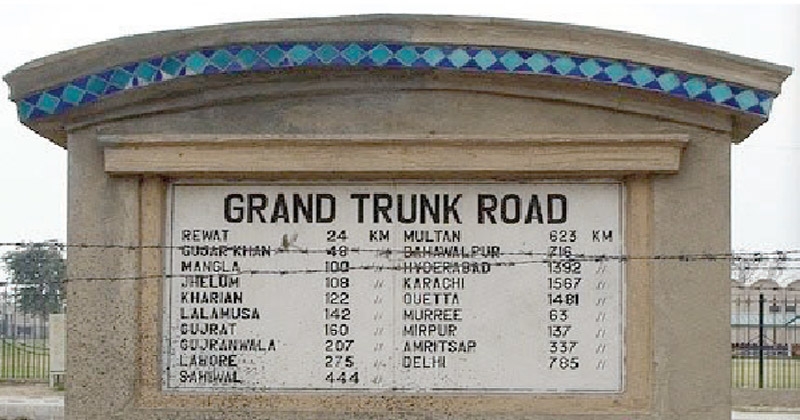 GRAND TRUNK ROAD
REWAT 24 KM MULTAN 623 KM
GUJAR KHAN 48 〃 BAHAWALPUR 716 〃
MANGLA 100 〃 HYDERABAD 1392 〃
JHELUM 108 〃 KARACHI 1567 〃
KHARIAN 122 〃 QUETTA 1481 〃
LALAMUSA 142 〃 MURREE 63 〃
GUJRAT 160 〃 MIRPUR 137 〃
GUJRANWALA 207 〃 AMRITSAR 337 〃
LAHORE 275 〃 DELHI 785 〃
SAHIWAL 444 〃